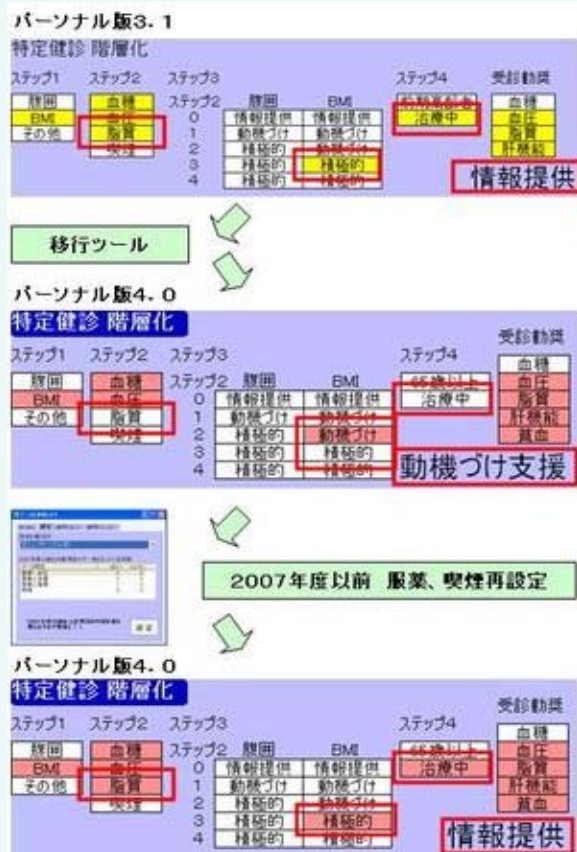 パーソナル版3.1
特定健診 階層化
ステップ1 ステップ2 ステップ3 ステップ4 受診勧奨
腹囲 血糖 ステップ2 腹囲 BMI 前期高齢者 血糖
BMI 血圧 0 情報提供 情報提供 治療中 血圧
その他 脂質 1 動機づけ 動機づけ 脂質
喫煙 2 積極的 動機づけ 肝機能
3 積極的 積極的
4 積極的 積極的
情報提供
移行ツール
パーソナル版4.0
特定健診 階層化
ステップ1 ステップ2 ステップ3 ステップ4 受診勧奨
腹囲 血糖 ステップ2 腹囲 BMI 65歳以上 血糖
BMI 血圧 0 情報提供 情報提供 治療中 血圧
その他 脂質 1 動機づけ 動機づけ 脂質
喫煙 2 積極的 動機づけ 肝機能
3 積極的 積極的 貧血
4 積極的 積極的
動機づけ支援
2007年度以前 服薬、喫煙再設定
パーソナル版4.0
特定健診 階層化
ステップ1 ステップ2 ステップ3 ステップ4 受診勧奨
腹囲 血糖 ステップ2 腹囲 BMI 65歳以上 血糖
BMI 血圧 0 情報提供 情報提供 治療中 血圧
その他 脂質 1 動機づけ 動機づけ 脂質
喫煙 2 積極的 動機づけ 肝機能
3 積極的 積極的 貧血
4 積極的 積極的
情報提供